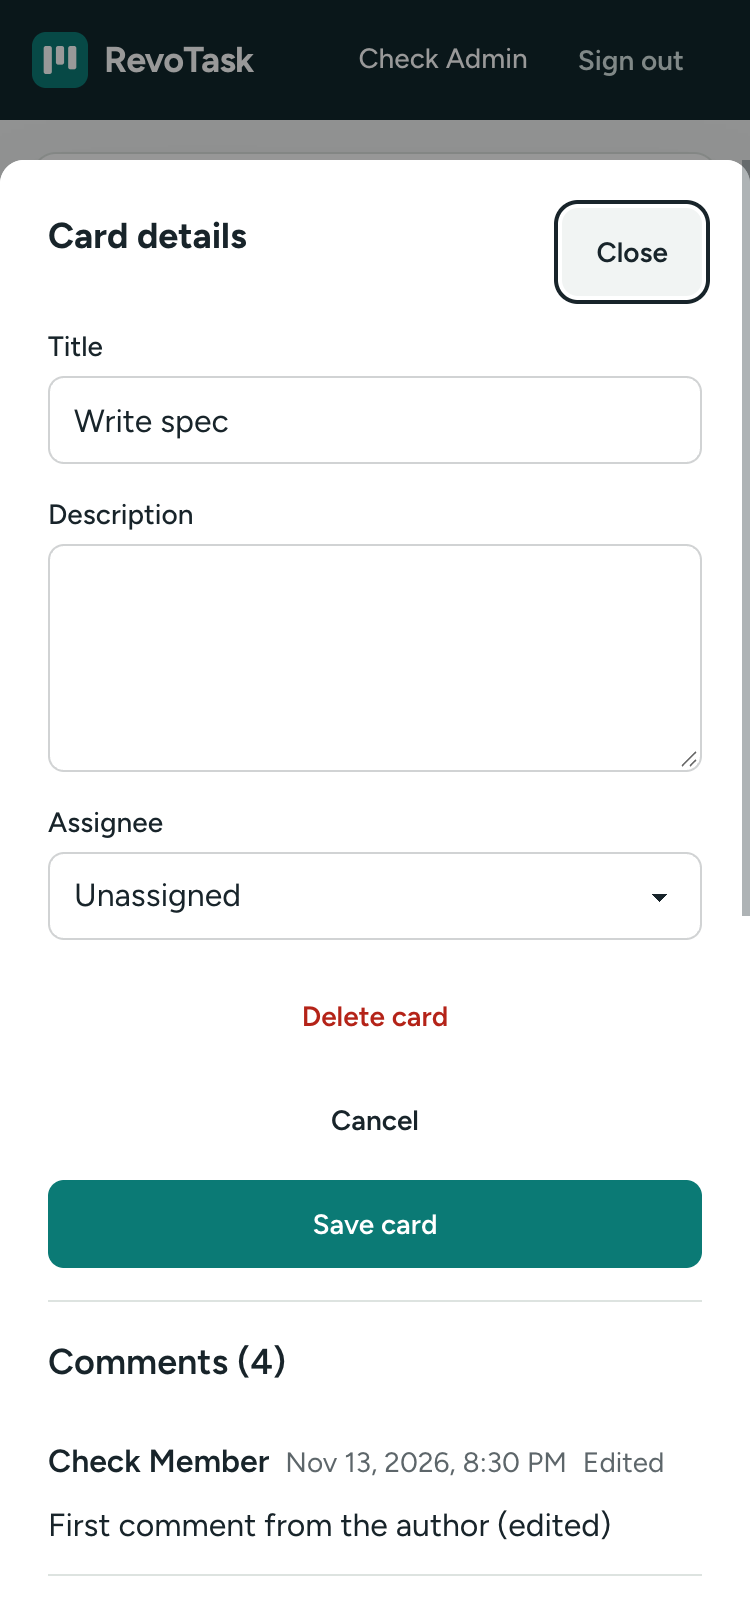 RevoTask
Check Admin
Sign out
Card details
Close
Title
Write spec
Description
Assignee
Unassigned
Delete card
Cancel
Save card
Comments (4)
Check Member Nov 13, 2026, 8:30 PM Edited
First comment from the author (edited)